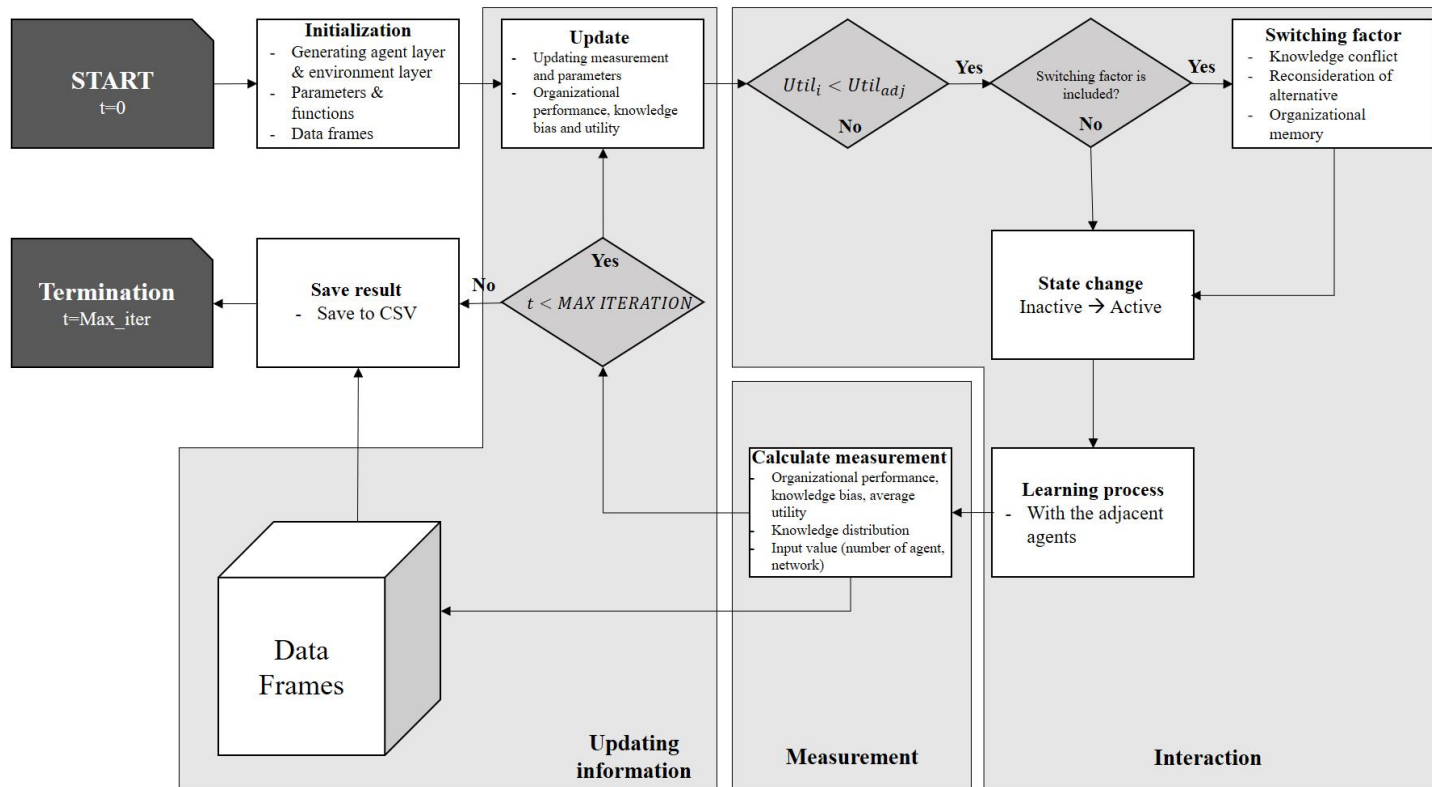 START
t=0
Initialization
- Generating agent layer
& environment layer
- Parameters &
functions
- Data frames
Update
- Updating measurement
and parameters
- Organizational
performance, knowledge
bias and utility
Util_i < Util_adj
No
Yes
Switching factor is
included?
No
Yes
Switching factor
- Knowledge conflict
- Reconsideration of
alternative
- Organizational
memory
Termination
t=Max_iter
Save result
- Save to CSV
No
Yes
t < MAX ITERATION
State change
Inactive → Active
Calculate measurement
- Organizational performance,
knowledge bias, average
utility
- Knowledge distribution
- Input value (number of agent,
network)
Learning process
- With the adjacent
agents
Data
Frames
Updating
information
Measurement
Interaction